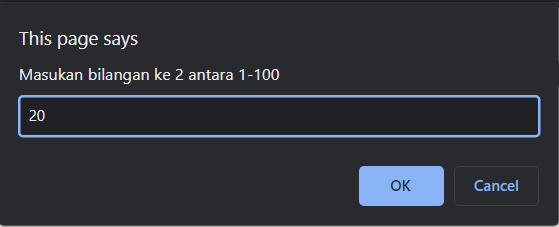 This page says
Masukan bilangan ke 2 antara 1-100
20
OK
Cancel